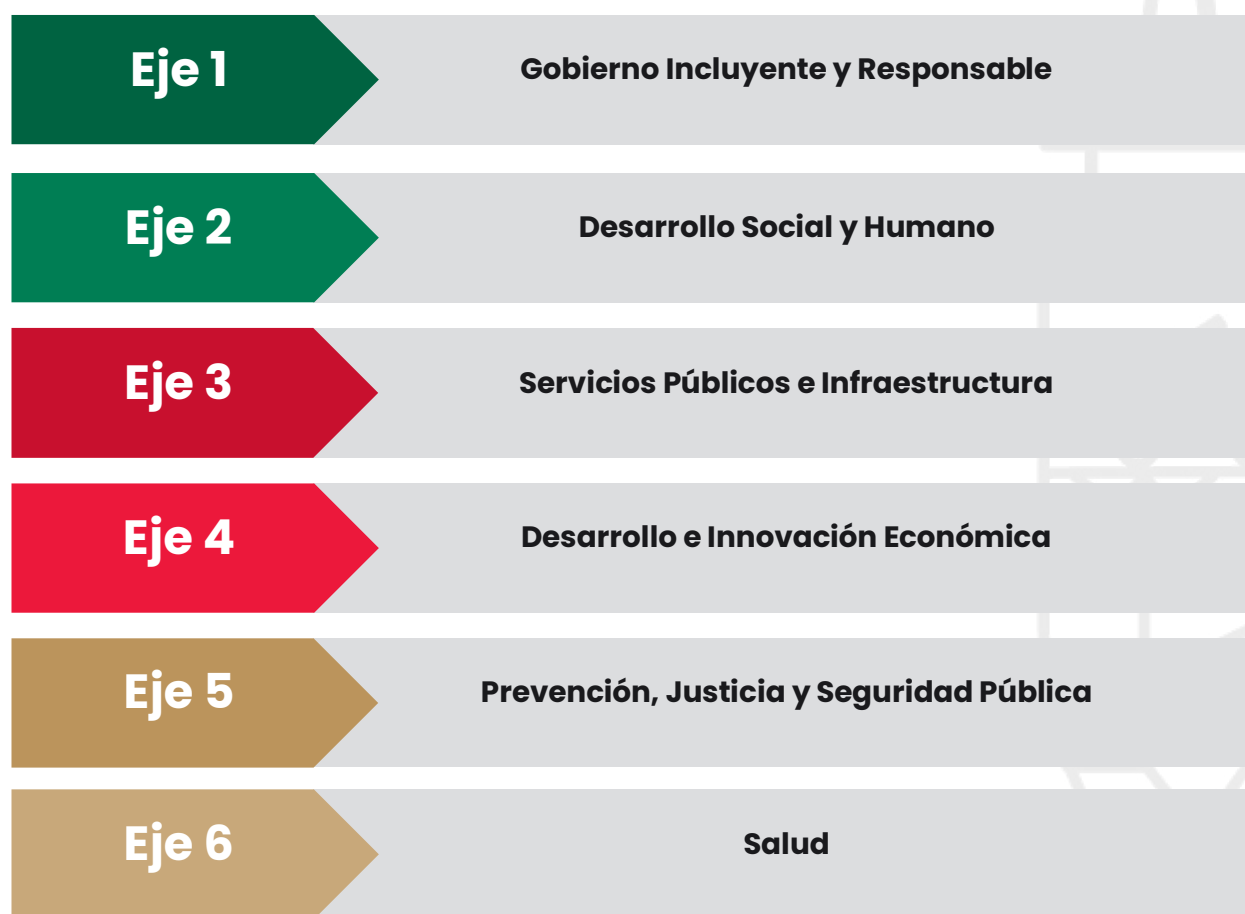 Eje 1
Gobierno Incluyente y Responsable
Eje 2
Desarrollo Social y Humano
Eje 3
Servicios Públicos e Infraestructura
Eje 4
Desarrollo e Innovación Económica
Eje 5
Prevención, Justicia y Seguridad Pública
Eje 6
Salud